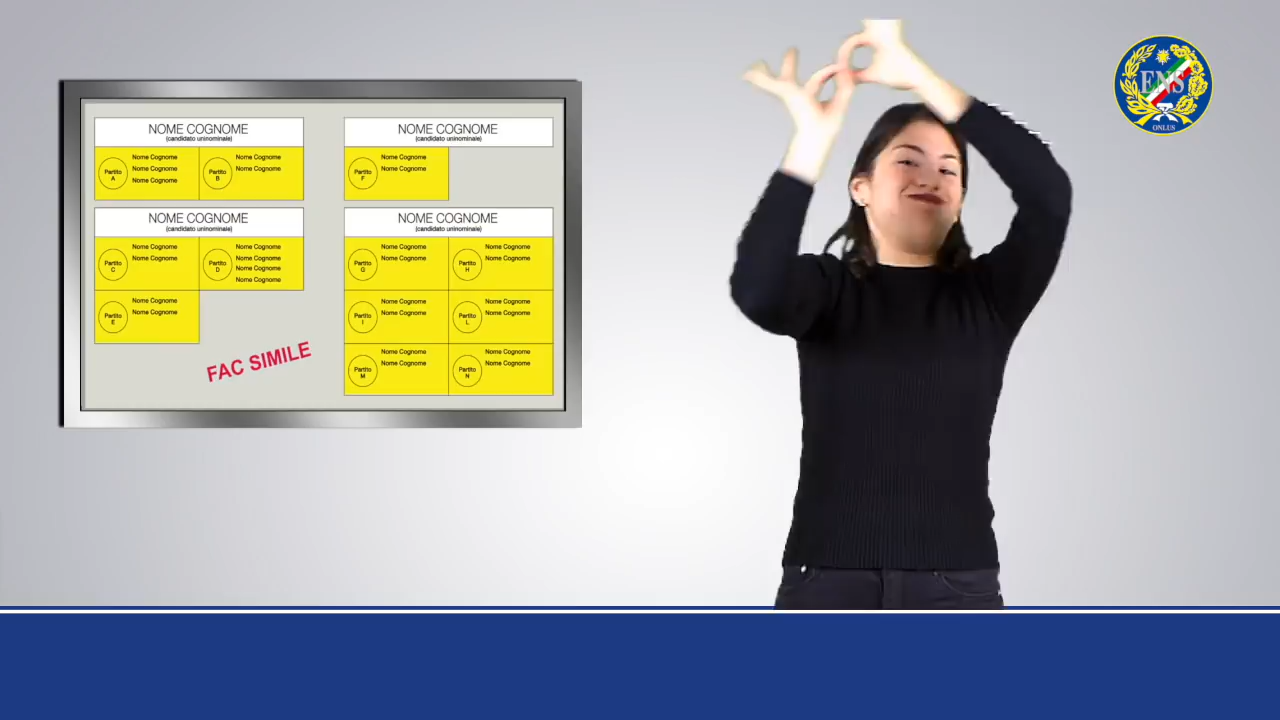 NOME COGNOME
(candidato uninominale)
Partito
A
Nome Cognome
Nome Cognome
Nome Cognome
Partito
B
Nome Cognome
Nome Cognome
NOME COGNOME
(candidato uninominale)
Partito
F
Nome Cognome
Nome Cognome
NOME COGNOME
(candidato uninominale)
Partito
C
Nome Cognome
Nome Cognome
Partito
D
Nome Cognome
Nome Cognome
Nome Cognome
Nome Cognome
Partito
E
Nome Cognome
Nome Cognome
FAC SIMILE
NOME COGNOME
(candidato uninominale)
Partito
G
Nome Cognome
Nome Cognome
Partito
H
Nome Cognome
Nome Cognome
Partito
I
Nome Cognome
Nome Cognome
Partito
L
Nome Cognome
Nome Cognome
Partito
M
Nome Cognome
Nome Cognome
Partito
N
Nome Cognome
Nome Cognome
ENS
ONLUS